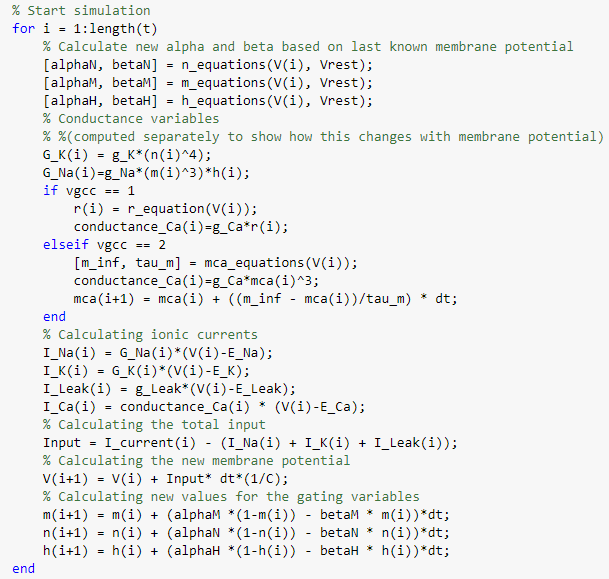 % Start simulation
for i = 1:length(t)
    % Calculate new alpha and beta based on last known membrane potential
    [alphaN, betaN] = n_equations(V(i), Vrest);
    [alphaM, betaM] = m_equations(V(i), Vrest);
    [alphaH, betaH] = h_equations(V(i), Vrest);
    % Conductance variables
    % %(computed separately to show how this changes with membrane potential)
    G_K(i) = g_K*(n(i)^4);
    G_Na(i)=g_Na*(m(i)^3)*h(i);
    if vgcc == 1
        r(i) = r_equation(V(i));
        conductance_Ca(i)=g_Ca*r(i);
    elseif vgcc == 2
        [m_inf, tau_m] = mca_equations(V(i));
        conductance_Ca(i)=g_Ca*mca(i)^3;
        mca(i+1) = mca(i) + ((m_inf - mca(i))/tau_m) * dt;
    end
    % Calculating ionic currents
    I_Na(i) = G_Na(i)*(V(i)-E_Na);
    I_K(i) = G_K(i)*(V(i)-E_K);
    I_Leak(i) = g_Leak*(V(i)-E_Leak);
    I_Ca(i) = conductance_Ca(i) * (V(i)-E_Ca);
    % Calculating the total input
    Input = I_current(i) - (I_Na(i) + I_K(i) + I_Leak(i));
    % Calculating the new membrane potential
    V(i+1) = V(i) + Input* dt*(1/C);
    % Calculating new values for the gating variables
    m(i+1) = m(i) + (alphaM *(1-m(i)) - betaM * m(i))*dt;
    n(i+1) = n(i) + (alphaN *(1-n(i)) - betaN * n(i))*dt;
    h(i+1) = h(i) + (alphaH *(1-h(i)) - betaH * h(i))*dt;
end